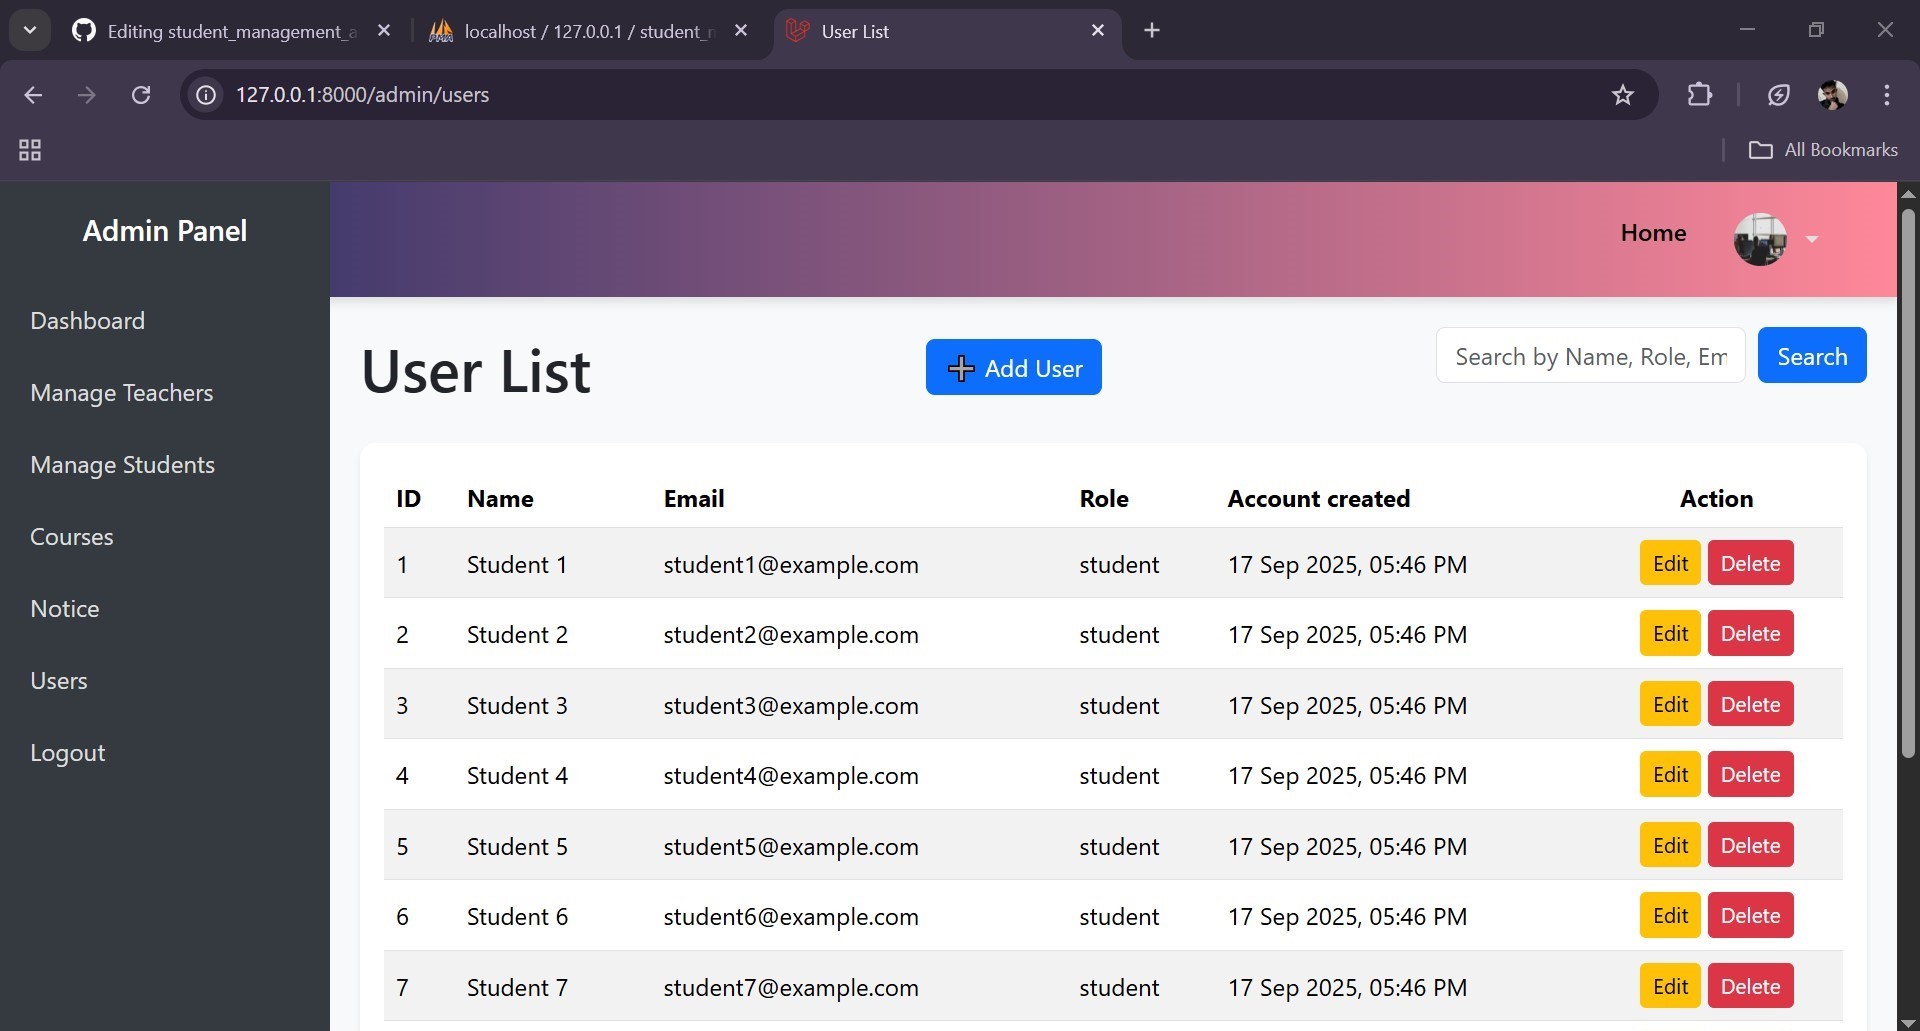 Editing student_management_a
localhost / 127.0.0.1 / student_
User List
127.0.0.1:8000/admin/users
All Bookmarks
Admin Panel
Home
Dashboard
Manage Teachers
Manage Students
Courses
Notice
Users
Logout
User List
Add User
Search by Name, Role, Em
Search
ID Name Email Role Account created Action
1 Student 1 student1@example.com student 17 Sep 2025, 05:46 PM Edit Delete
2 Student 2 student2@example.com student 17 Sep 2025, 05:46 PM Edit Delete
3 Student 3 student3@example.com student 17 Sep 2025, 05:46 PM Edit Delete
4 Student 4 student4@example.com student 17 Sep 2025, 05:46 PM Edit Delete
5 Student 5 student5@example.com student 17 Sep 2025, 05:46 PM Edit Delete
6 Student 6 student6@example.com student 17 Sep 2025, 05:46 PM Edit Delete
7 Student 7 student7@example.com student 17 Sep 2025, 05:46 PM Edit Delete